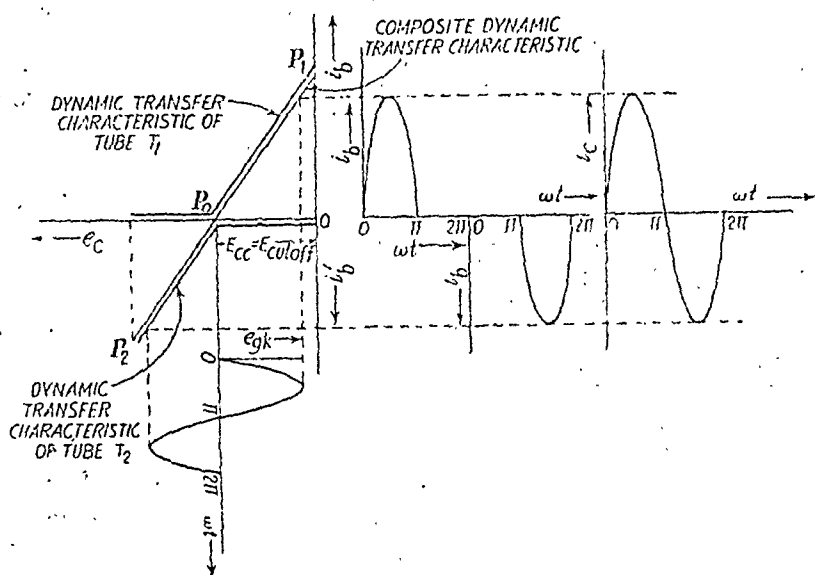 COMPOSITE DYNAMIC
TRANSFER CHARACTERISTIC
P1
ib
DYNAMIC TRANSFER
CHARACTERISTIC OF
TUBE T1
ib
ic
P0
ωt
ωt
ec
0
0
π
2π
0
π
2π
0
π
2π
Ecc=Ecutoff
ωt
ib
ib
P2
egk
0
DYNAMIC
TRANSFER
CHARACTERISTIC
OF TUBE T2
π
2π
ωt